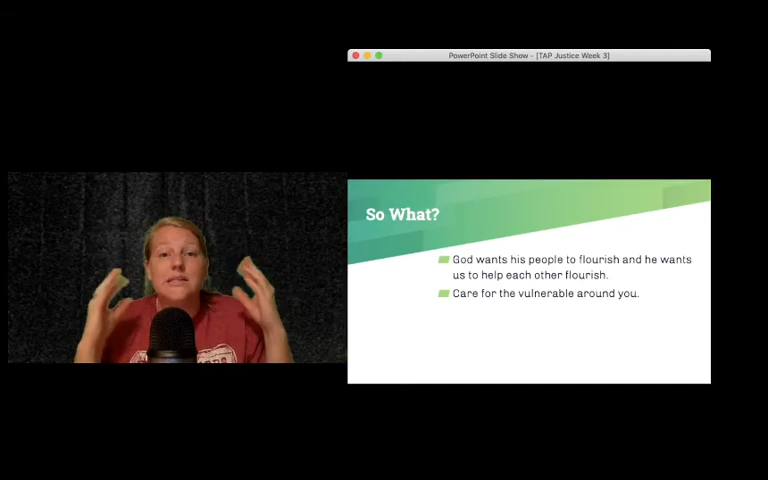 PowerPoint Slide Show - [TAP Justice Week 3]
So What?
God wants his people to flourish and he wants
us to help each other flourish.
Care for the vulnerable around you.